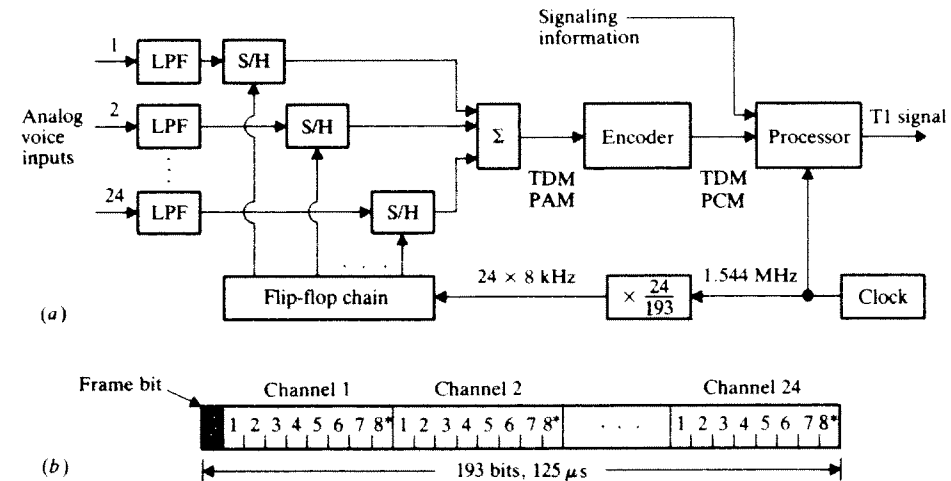 Signaling
information
1
LPF
S/H
Analog
voice
inputs
2
LPF
S/H
Σ
Encoder
Processor
T1 signal
. . .
TDM
PAM
TDM
PCM
24
LPF
S/H
. . . .
Flip-flop chain
24 × 8 kHz
× 24/193
1.544 MHz
Clock
(a)
Frame bit
Channel 1
Channel 2
Channel 24
1 2 3 4 5 6 7 8* 1 2 3 4 5 6 7 8* . . . 1 2 3 4 5 6 7 8*
(b)
193 bits, 125 μs